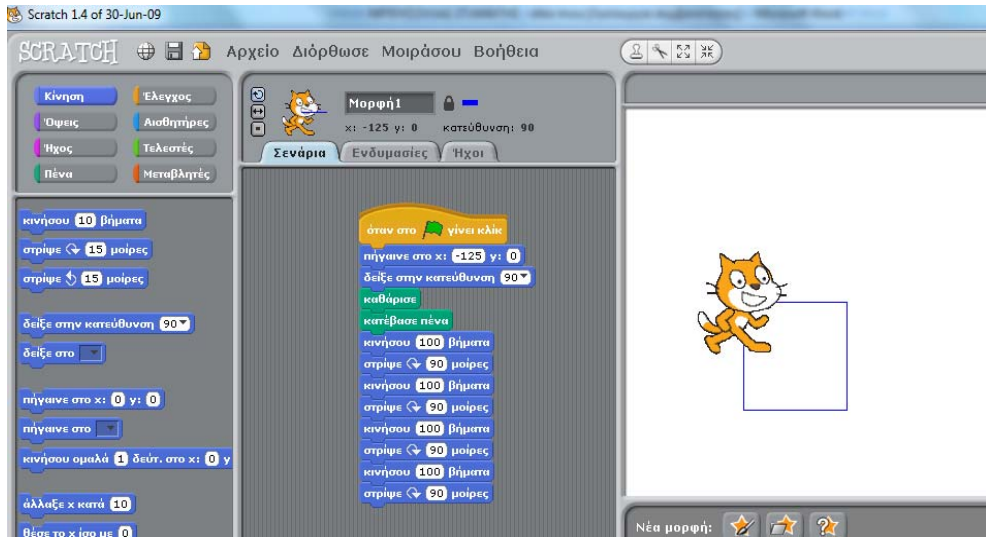 Scratch 1.4 of 30-Jun-09
SCRATCH Αρχείο Διόρθωσε Μοιράσου Βοήθεια
Κίνηση Έλεγχος
Όψεις Αισθητήρες
Ήχος Τελεστές
Πένα Μεταβλητές
κινήσου 10 βήματα
στρίψε 15 μοίρες
στρίψε 15 μοίρες
δείξε στην κατεύθυνση 90
δείξε στο
πήγαινε στο x: 0 y: 0
πήγαινε στο
κινήσου ομαλά 1 δεύτ. στο x: 0 y
άλλαξε x κατά 10
θέσε το x ίσο με 0
Μορφή1
x: -125 y: 0 κατεύθυνση: 90
Σενάρια Ενδυμασίες Ήχοι
όταν στο γίνει κλίκ
πήγαινε στο x: -125 y: 0
δείξε στην κατεύθυνση 90
καθάρισε
κατέβασε πένα
κινήσου 100 βήματα
στρίψε 90 μοίρες
κινήσου 100 βήματα
στρίψε 90 μοίρες
κινήσου 100 βήματα
στρίψε 90 μοίρες
κινήσου 100 βήματα
στρίψε 90 μοίρες
Νέα μορφή: